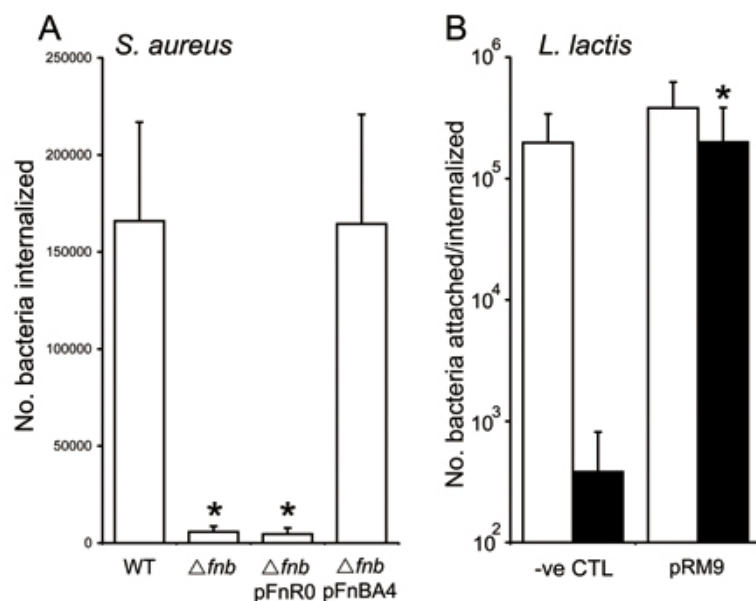 A
S. aureus
No. bacteria internalized
250000
200000
150000
100000
50000
0
WT
△fnb
△fnb
pFnR0
△fnb
pFnBA4
*
*
B
L. lactis
No. bacteria attached/internalized
10^6
10^5
10^4
10^3
10^2
*
-ve CTL
pRM9